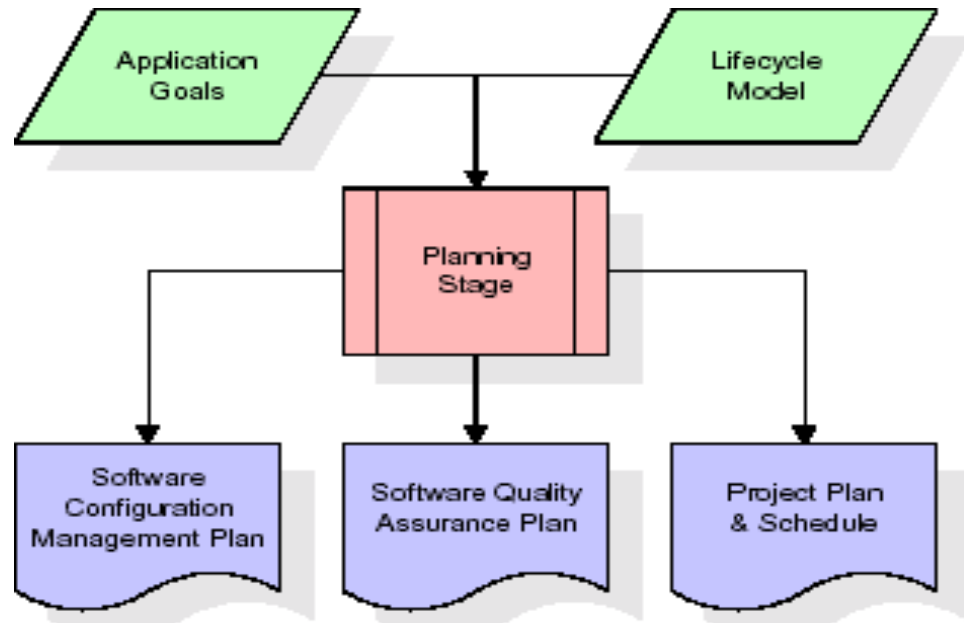 Application
Goals
Lifecycle
Model
Planning
Stage
Software
Configuration
Management Plan
Software Quality
Assurance Plan
Project Plan
& Schedule